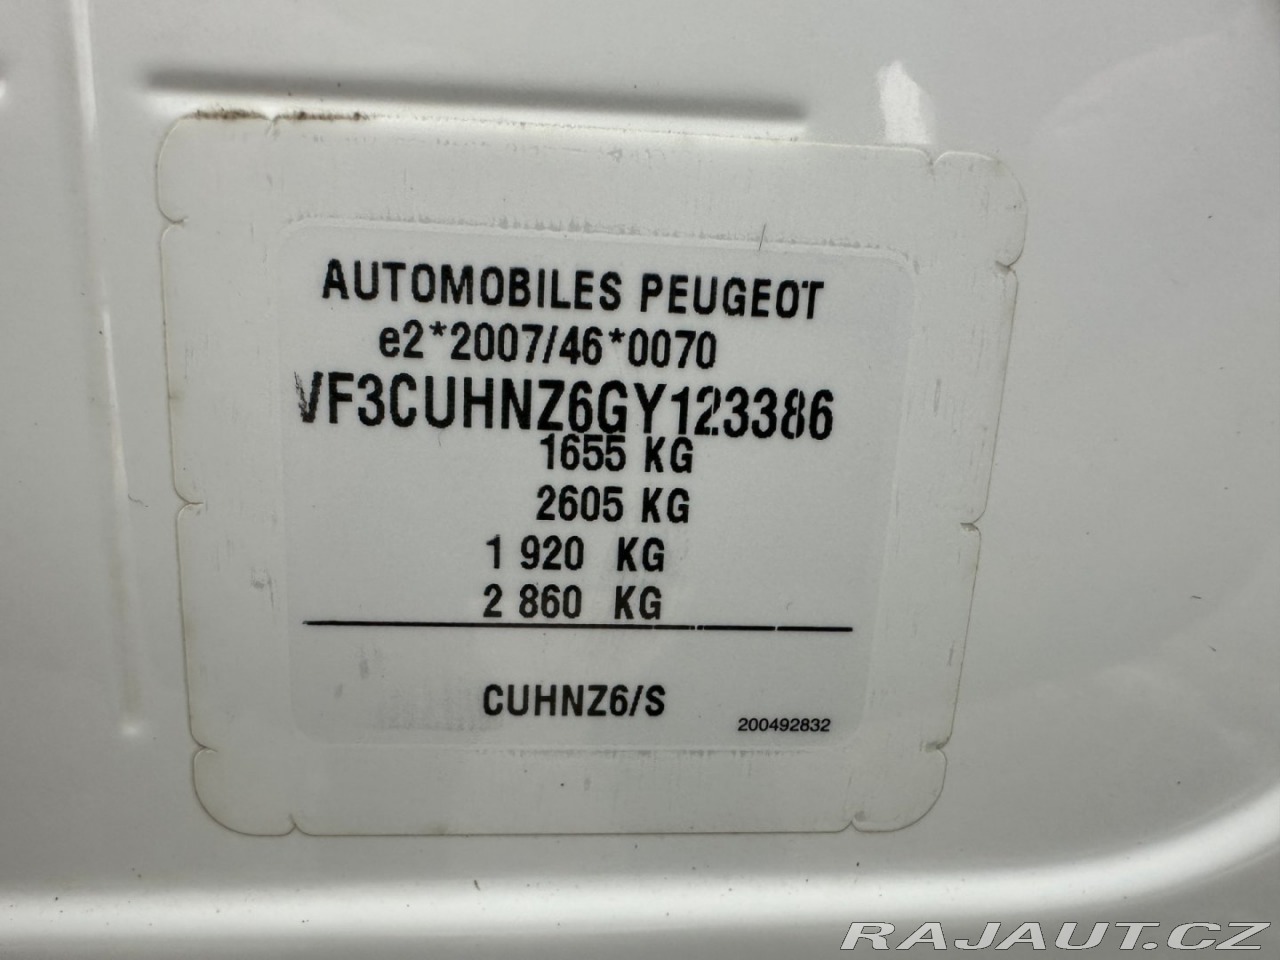 AUTOMOBILES PEUGEOT
e2*2007/46*0070
VF3CUHNZ6GY123386
1655 KG
2605 KG
1 920 KG
2 860 KG
CUHNZ6/S
200492832
RAJAUT.CZ